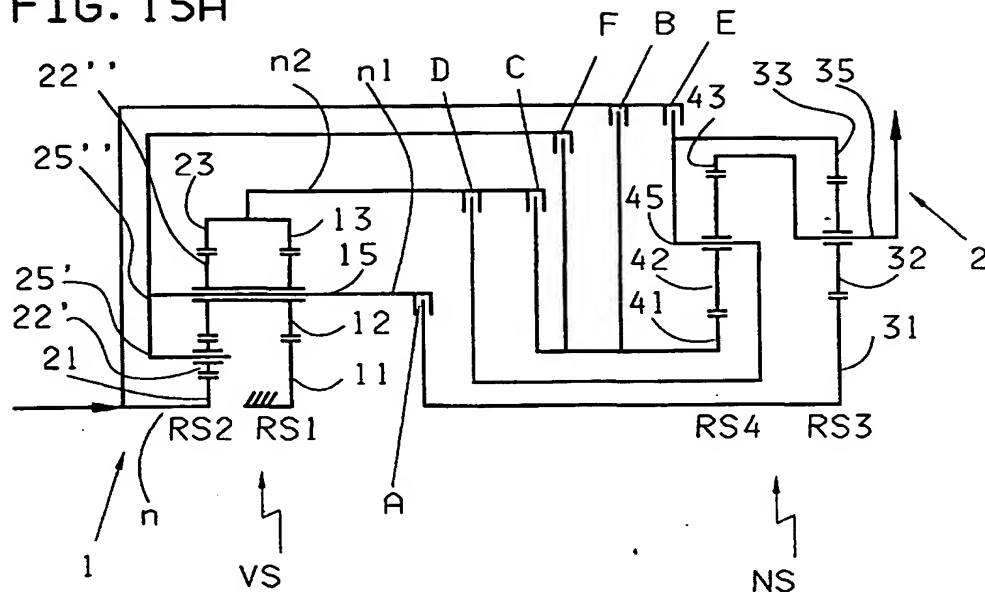 FIG. 15A
F B E
22'' n2 n1 D C 33 35
43
25'' 23 13
45
15 2
25' 42 32
22' 12
41
21 11 31
RS2 RS1 RS4 RS3
n A
1 VS NS